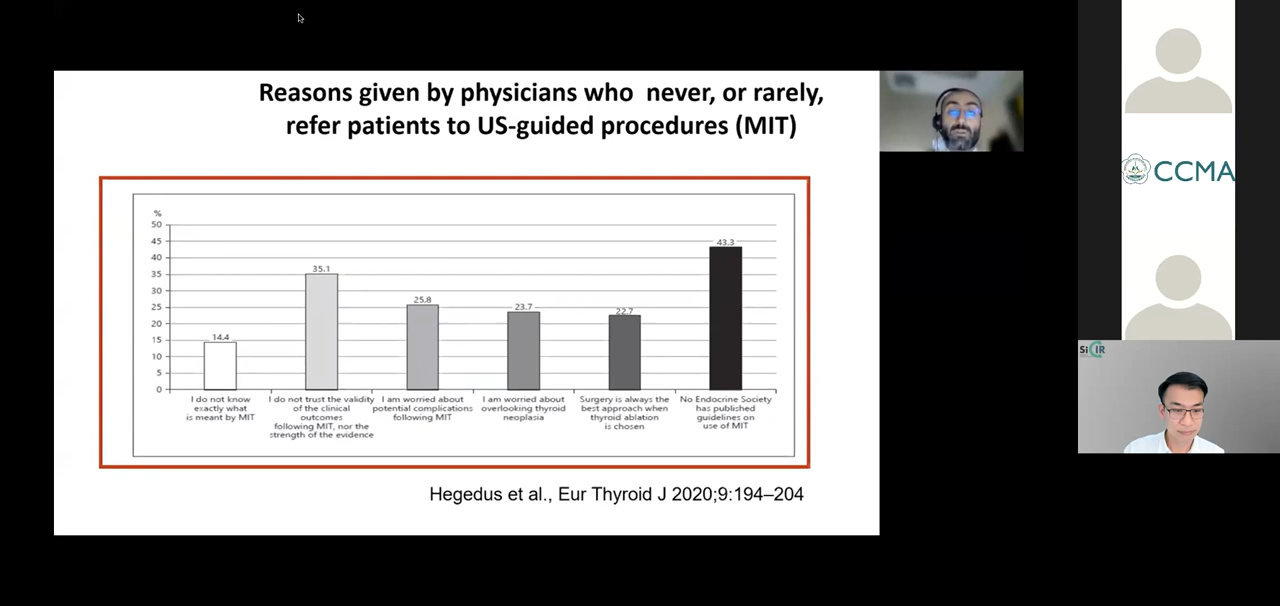 Reasons given by physicians who never, or rarely,
refer patients to US-guided procedures (MIT)
%
50
45
40
35
30
25
20
15
10
5
0
14.4
35.1
25.8
23.7
22.7
43.3
I do not know
exactly what
is meant by MIT
I do not trust the validity
of the clinical
outcomes
following MIT, nor the
strength of the evidence
I am worried about
potential complications
following MIT
I am worried about
overlooking thyroid
neoplasia
Surgery is always the
best approach when
thyroid ablation
is chosen
No Endocrine Society
has published
guidelines on
use of MIT
Hegedus et al., Eur Thyroid J 2020;9:194–204
CCMA
SiCIR